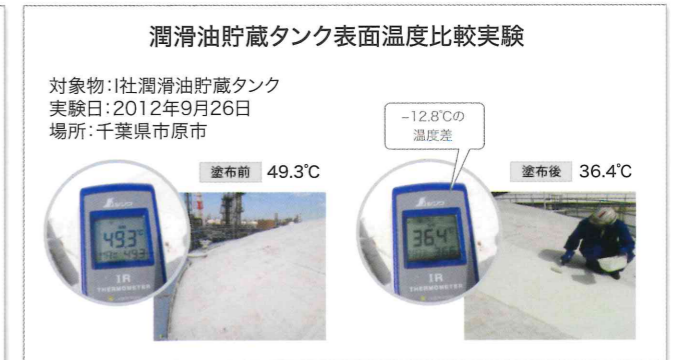 潤滑油貯蔵タンク表面温度比較実験
対象物:I社潤滑油貯蔵タンク
実験日:2012年9月26日
場所:千葉県市原市
−12.8℃の
温度差
塗布前 49.3℃
塗布後 36.4℃
49.3℃
IR
THERMOMETER
36.4℃
IR
THERMOMETER